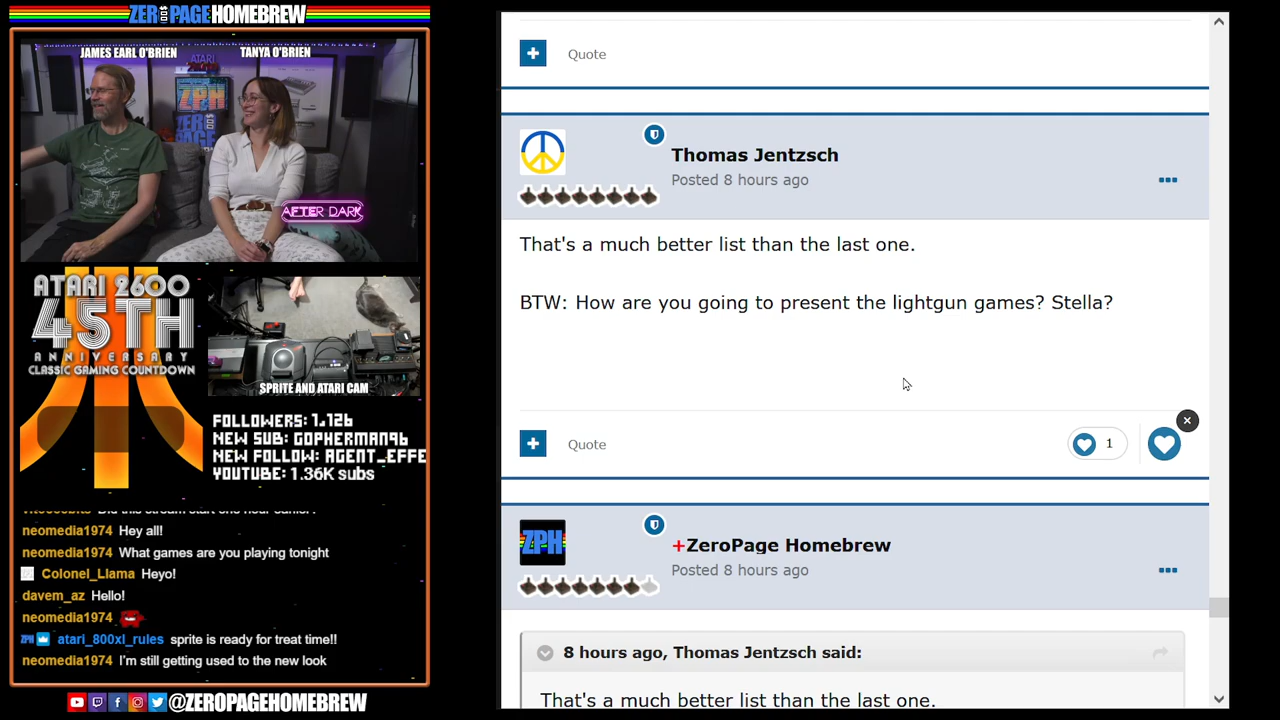 ZEROPAGE HOMEBREW
JAMES EARL O'BRIEN
TANYA O'BRIEN
ATARI
ZPH
AFTER DARK
ATARI 2600
45TH
ANNIVERSARY
CLASSIC GAMING COUNTDOWN
SPRITE AND ATARI CAM
FOLLOWERS: 1,126
NEW SUB: GOPHERMAN96
NEW FOLLOW: AGENT_EFFE
YOUTUBE: 1.36K subs
neomedia1974 Hey all!
neomedia1974 What games are you playing tonight
Colonel_Llama Heyo!
davem_az Hello!
neomedia1974
ZPH atari_800xl_rules sprite is ready for treat time!!
neomedia1974 I'm still getting used to the new look
@ZEROPAGEHOMEBREW
+ Quote
Thomas Jentzsch
Posted 8 hours ago
That's a much better list than the last one.
BTW: How are you going to present the lightgun games? Stella?
+ Quote
1
ZPH
+ZeroPage Homebrew
Posted 8 hours ago
8 hours ago, Thomas Jentzsch said:
That's a much better list than the last one.